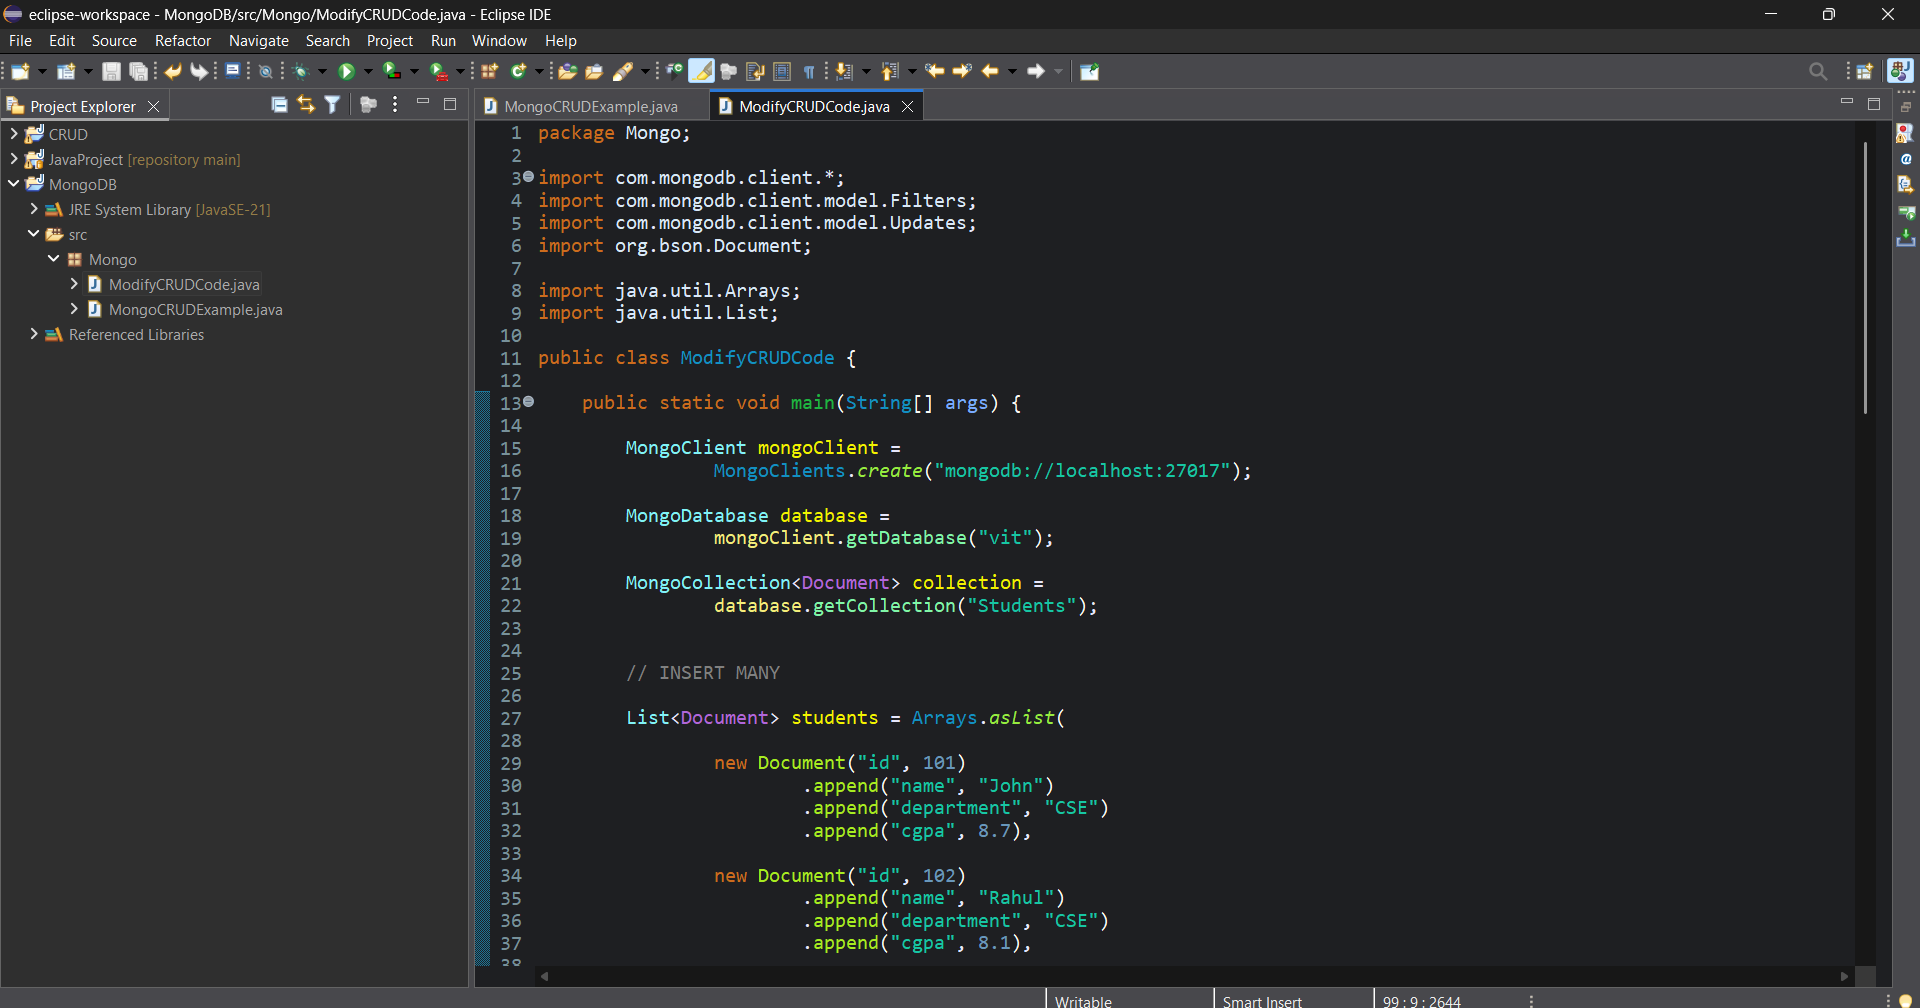 eclipse-workspace - MongoDB/src/Mongo/ModifyCRUDCode.java - Eclipse IDE
File Edit Source Refactor Navigate Search Project Run Window Help
Project Explorer
CRUD
JavaProject [repository main]
MongoDB
JRE System Library [JavaSE-21]
src
Mongo
ModifyCRUDCode.java
MongoCRUDExample.java
Referenced Libraries
MongoCRUDExample.java ModifyCRUDCode.java
1 package Mongo;
2
3 import com.mongodb.client.*;
4 import com.mongodb.client.model.Filters;
5 import com.mongodb.client.model.Updates;
6 import org.bson.Document;
7
8 import java.util.Arrays;
9 import java.util.List;
10
11 public class ModifyCRUDCode {
12
13 public static void main(String[] args) {
14
15 MongoClient mongoClient =
16 MongoClients.create("mongodb://localhost:27017");
17
18 MongoDatabase database =
19 mongoClient.getDatabase("vit");
20
21 MongoCollection<Document> collection =
22 database.getCollection("Students");
23
24
25 // INSERT MANY
26
27 List<Document> students = Arrays.asList(
28
29 new Document("id", 101)
30 .append("name", "John")
31 .append("department", "CSE")
32 .append("cgpa", 8.7),
33
34 new Document("id", 102)
35 .append("name", "Rahul")
36 .append("department", "CSE")
37 .append("cgpa", 8.1),
38
Writable Smart Insert 99 : 9 : 2644